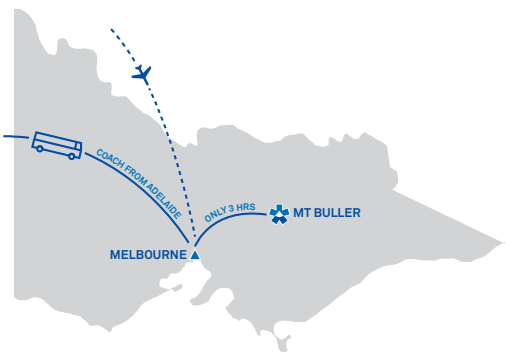 COACH FROM ADELAIDE
ONLY 3 HRS
MT BULLER
MELBOURNE